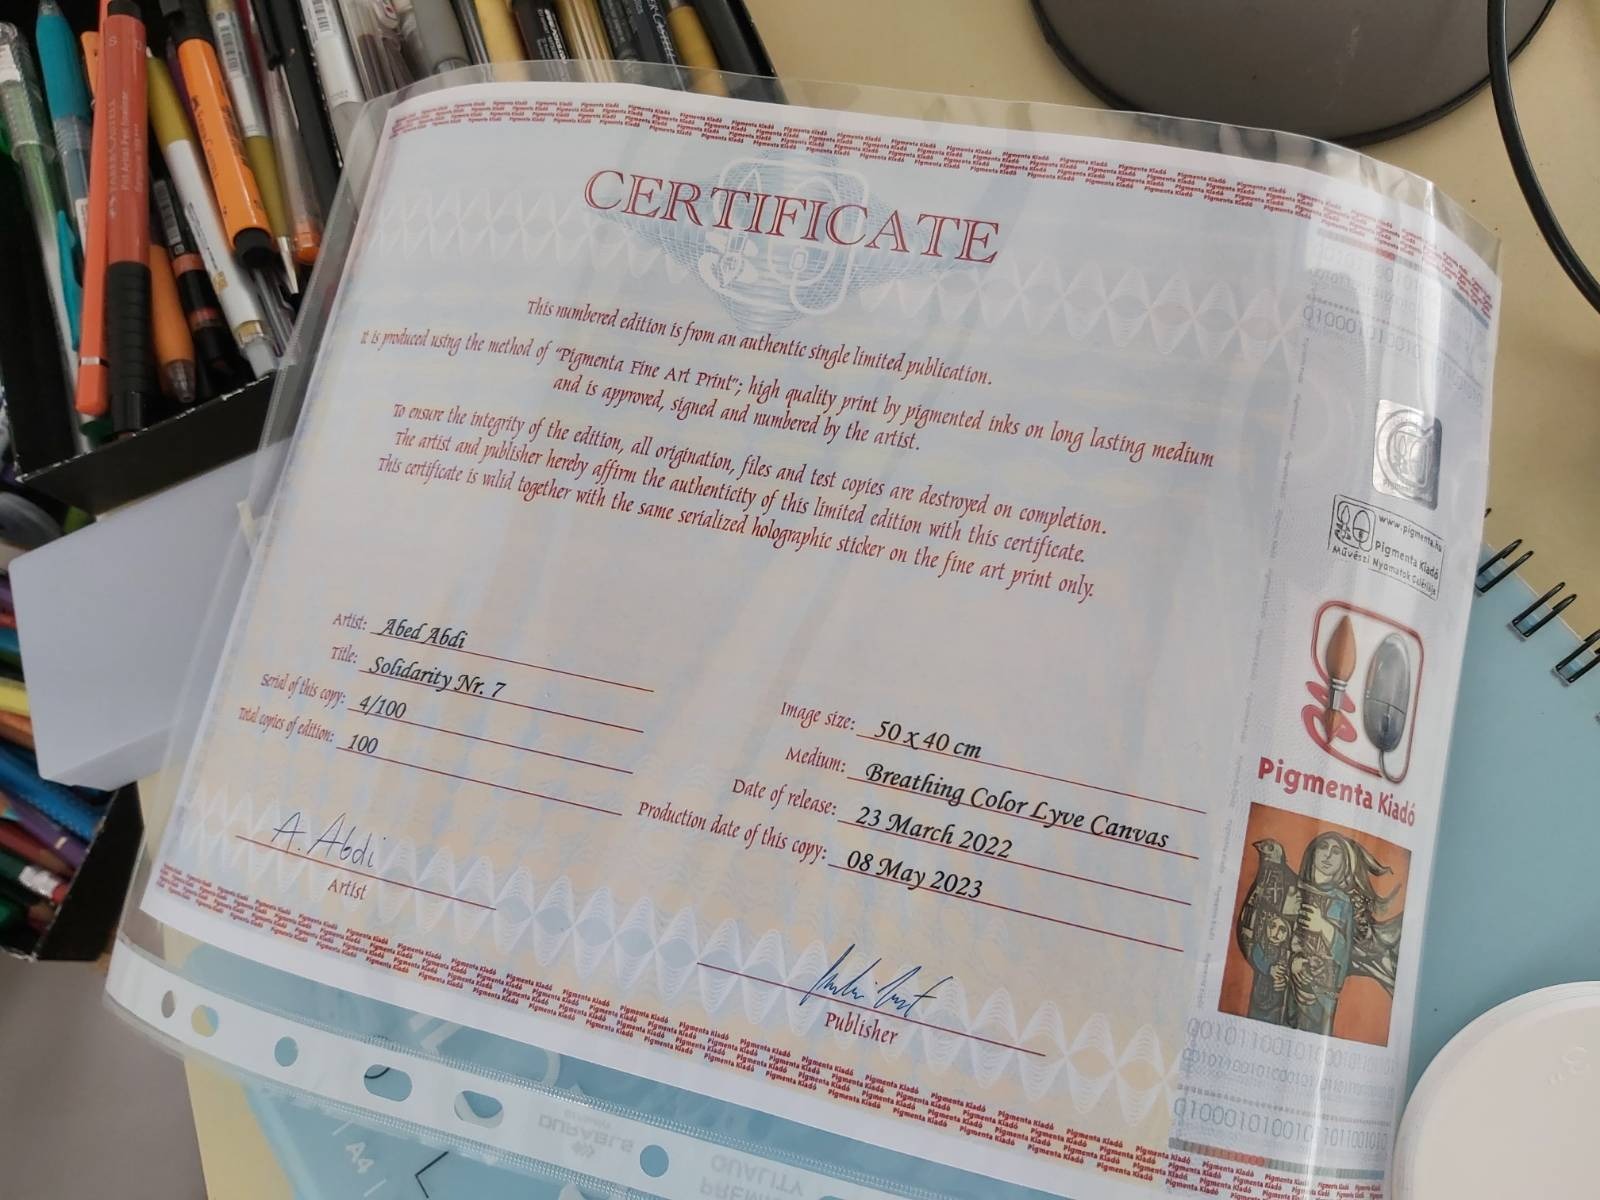 CERTIFICATE
This numbered edition is from an authentic single limited publication.
It is produced using the method of "Pigmenta Fine Art Print"; high quality print by pigmented inks on long lasting medium
and is approved, signed and numbered by the artist.
To ensure the integrity of the edition, all origination, files and test copies are destroyed on completion.
The artist and publisher hereby affirm the authenticity of this limited edition with this certificate.
This certificate is valid together with the same serialized holographic sticker on the fine art print only.
www.pigmenta.hu
Pigmenta Kiadó
Művészi Nyomatok Galériája
Artist: Abed Abdi
Title: Solidarity Nr. 7
Serial of this copy: 4/100
Total copies of edition: 100
Image size: 50 x 40 cm
Medium: Breathing Color Lyve Canvas
Date of release: 23 March 2022
Production date of this copy: 08 May 2023
A. Abdi
Artist
Publisher
Pigmenta Kiadó
A4
DURABLE
QUALITY